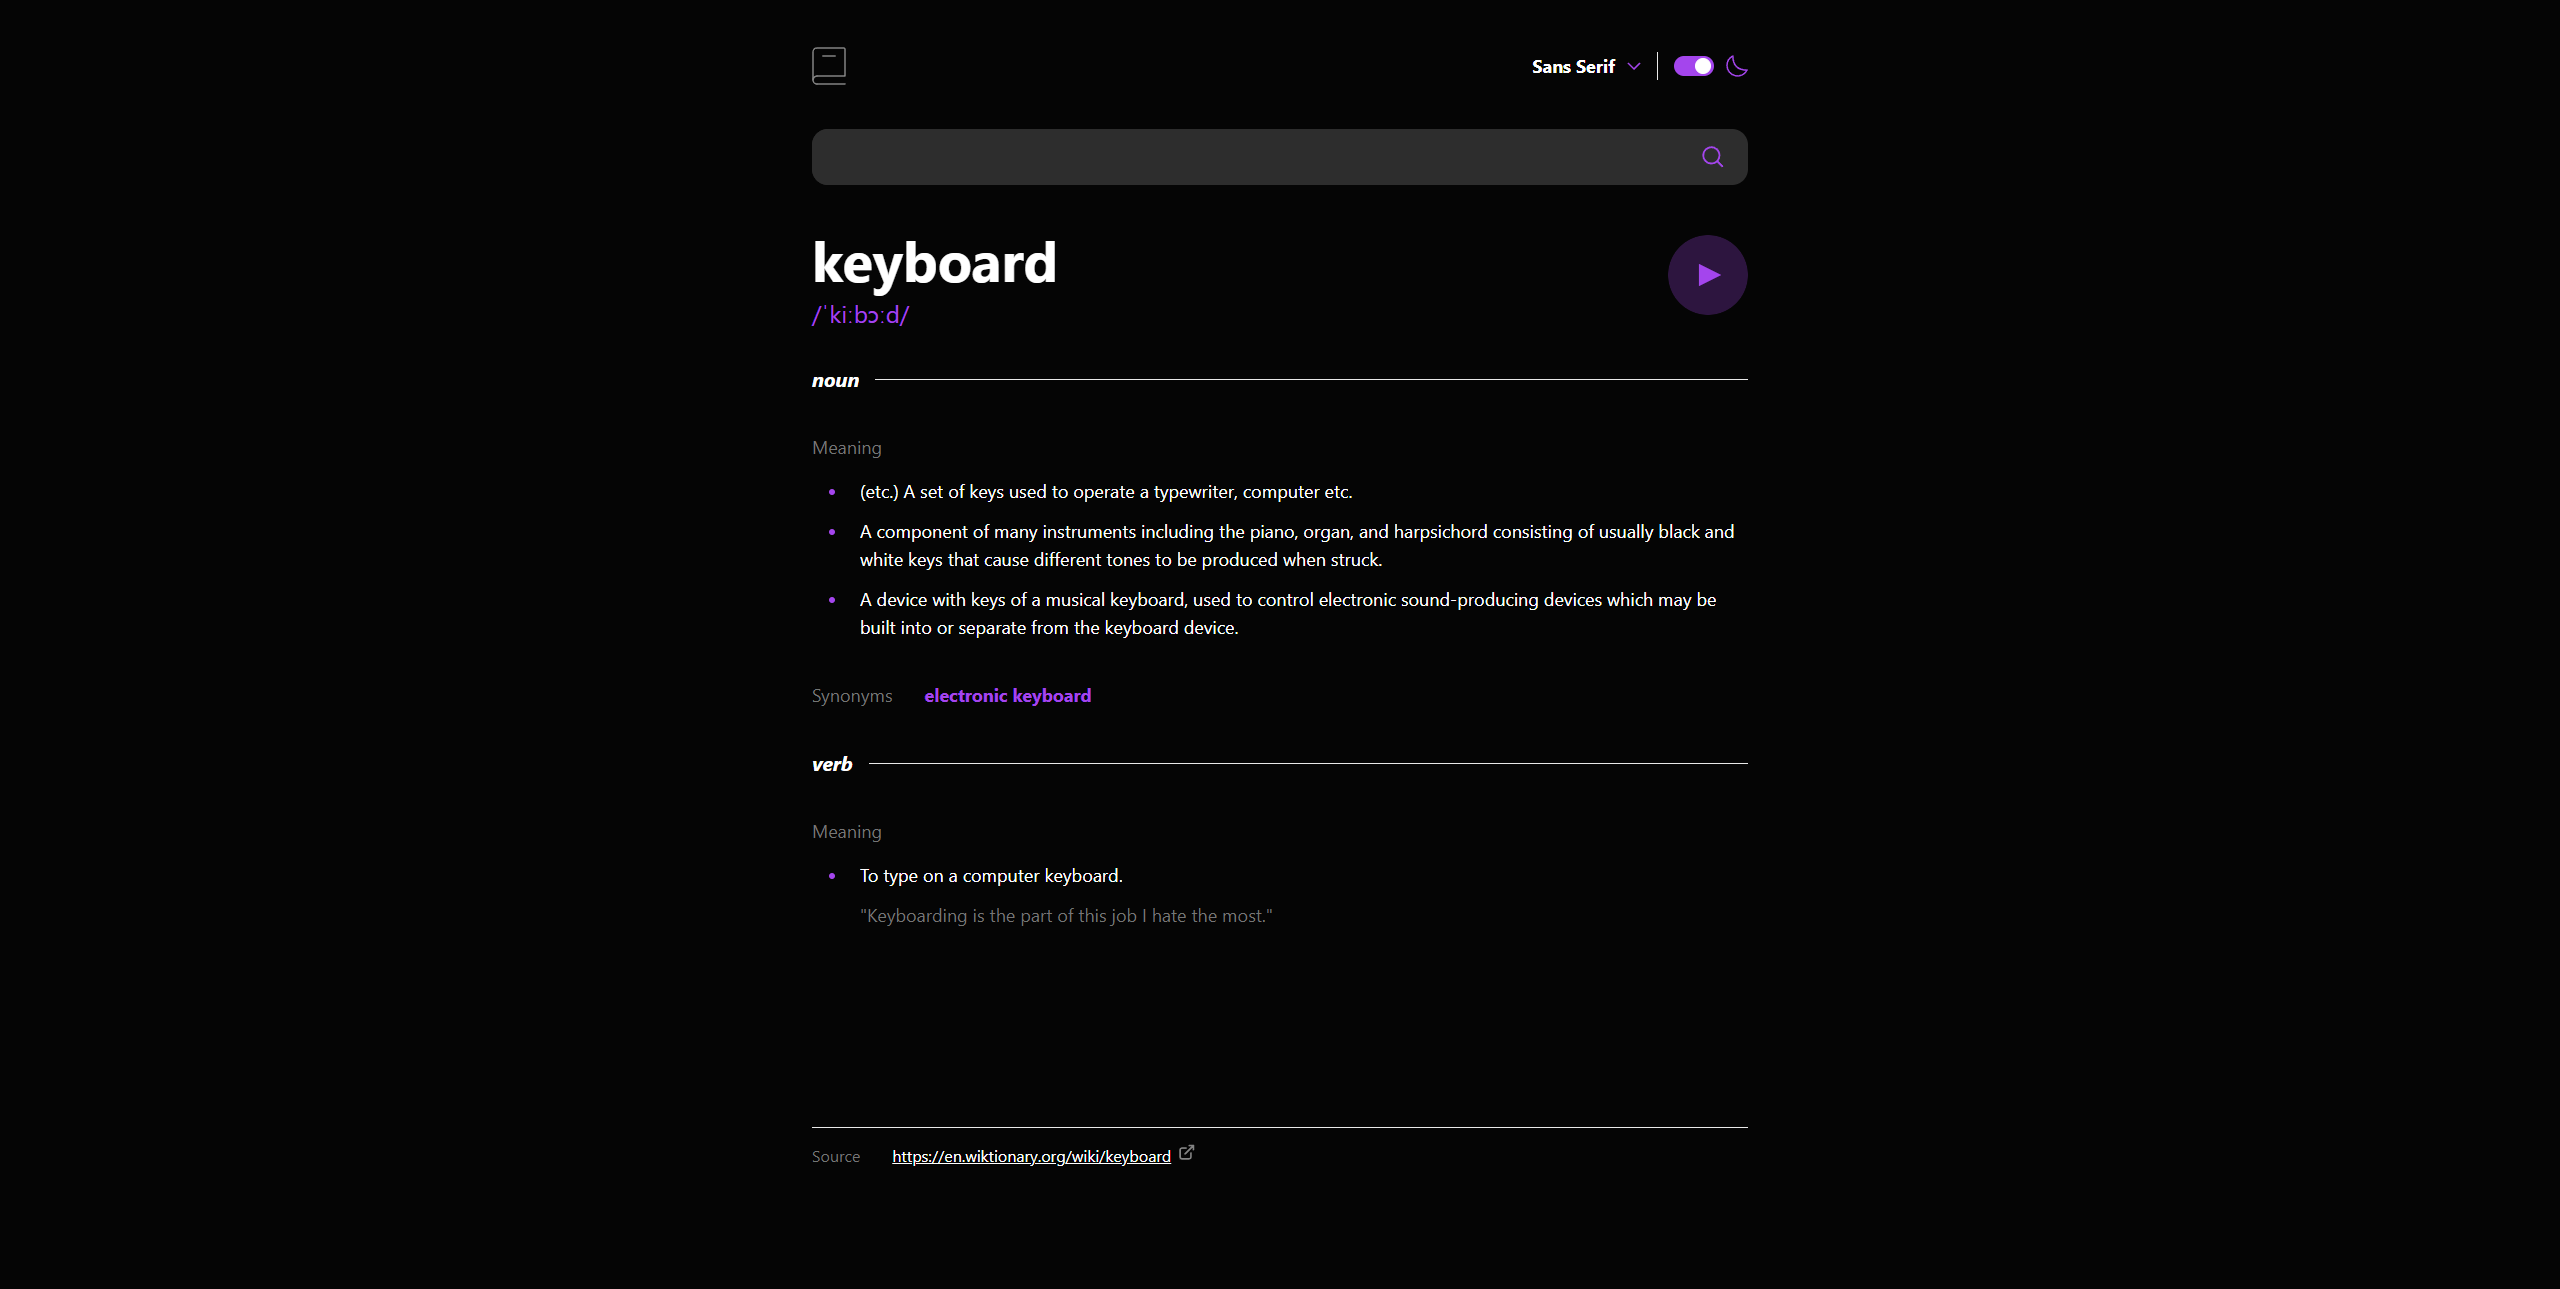 Sans Serif
keyboard
/ˈkiːbɔːd/
noun
Meaning
(etc.) A set of keys used to operate a typewriter, computer etc.
A component of many instruments including the piano, organ, and harpsichord consisting of usually black and
white keys that cause different tones to be produced when struck.
A device with keys of a musical keyboard, used to control electronic sound-producing devices which may be
built into or separate from the keyboard device.
Synonyms electronic keyboard
verb
Meaning
To type on a computer keyboard.
"Keyboarding is the part of this job I hate the most."
Source https://en.wiktionary.org/wiki/keyboard